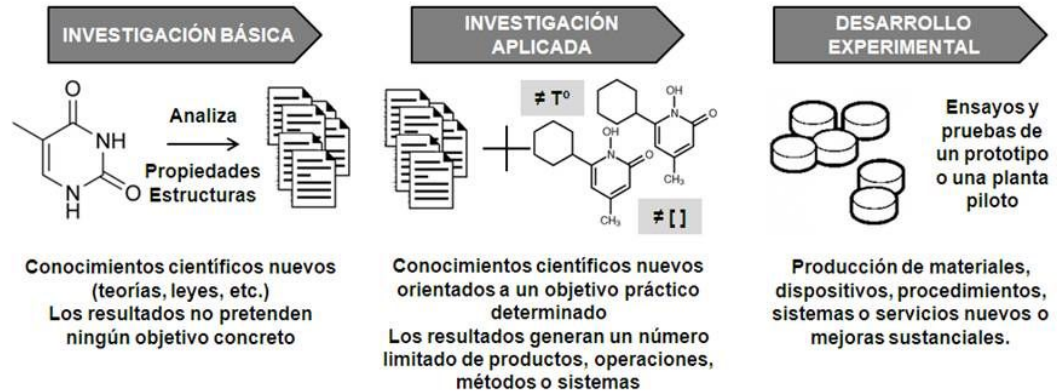 INVESTIGACIÓN BÁSICA
O
NH
N
H
O
Analiza
Propiedades
Estructuras
Conocimientos científicos nuevos
(teorías, leyes, etc.)
Los resultados no pretenden
ningún objetivo concreto
INVESTIGACIÓN
APLICADA
≠ Tº
OH
N
O
CH₃
OH
N
O
CH₃
≠ [ ]
Conocimientos científicos nuevos
orientados a un objetivo práctico
determinado
Los resultados generan un número
limitado de productos, operaciones,
métodos o sistemas
DESARROLLO
EXPERIMENTAL
Ensayos y
pruebas de
un prototipo
o una planta
piloto
Producción de materiales,
dispositivos, procedimientos,
sistemas o servicios nuevos o
mejoras sustanciales.